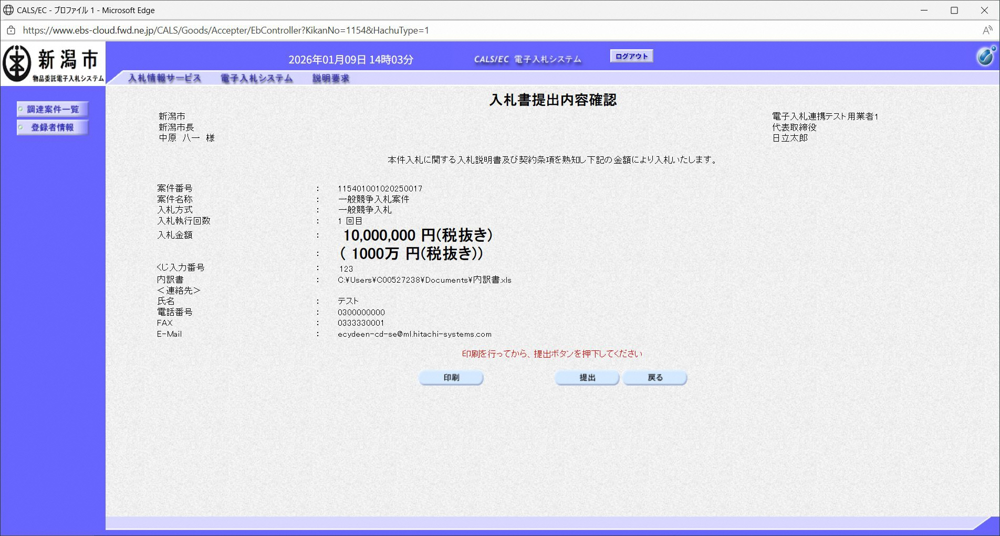 CALS/EC - プロファイル 1 - Microsoft Edge
https://www.ebs-cloud.fwd.ne.jp/CALS/Goods/Accepter/EbController?KikanNo=1154&HachuType=1
新潟市
物品委託電子入札システム
2026年01月09日 14時03分
CALS/EC 電子入札システム
ログアウト
入札情報サービス 電子入札システム 説明要求
調達案件一覧
登録者情報
入札書提出内容確認
新潟市
新潟市長
中原 八一 様
電子入札連携テスト用業者1
代表取締役
日立太郎
本件入札に関する入札説明書及び契約条項を熟知し下記の金額により入札いたします。
案件番号 : 115401001020250017
案件名称 : 一般競争入札案件
入札方式 : 一般競争入札
入札執行回数 : 1 回目
入札金額 : 10,000,000 円(税抜き)
: ( 1000万 円(税抜き))
くじ入力番号 : 123
内訳書 : C:¥Users¥C00527238¥Documents¥内訳書.xls
＜連絡先＞
氏名 : テスト
電話番号 : 0300000000
FAX : 0333330001
E-Mail : ecydeen-cd-se@ml.hitachi-systems.com
印刷を行ってから、提出ボタンを押下してください
印刷 提出 戻る